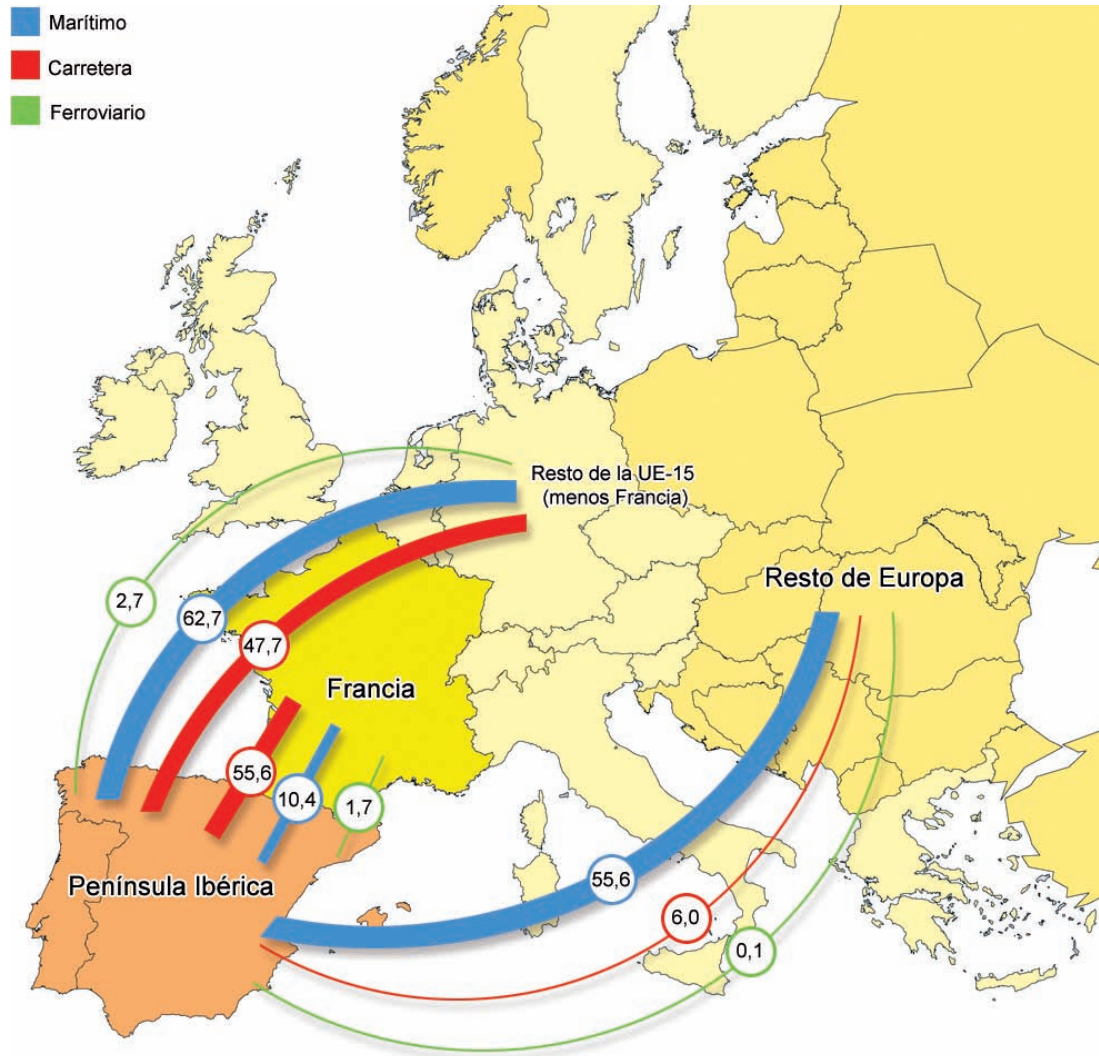 Marítimo
Carretera
Ferroviario
Resto de la UE-15
(menos Francia)
Resto de Europa
2,7
62,7
47,7
Francia
55,6
10,4
1,7
Península Ibérica
55,6
6,0
0,1